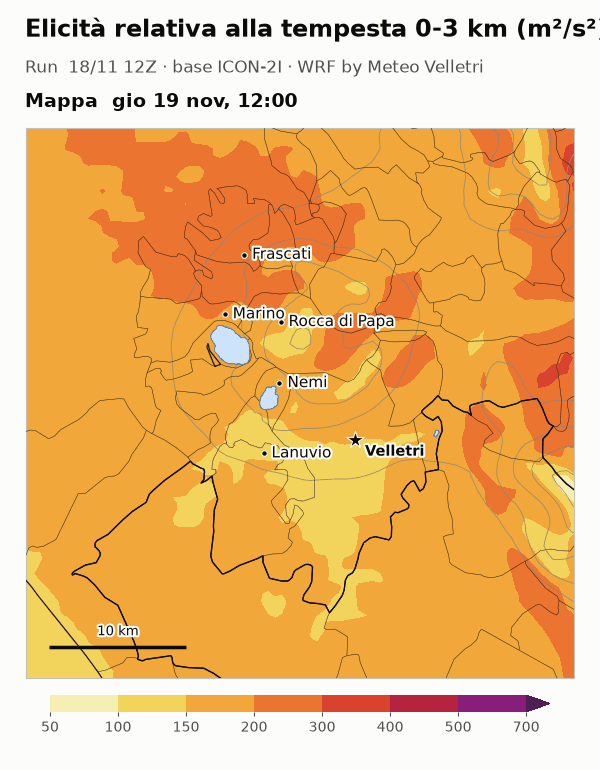 Elicità relativa alla tempesta 0-3 km (m²/s²)
Run 18/11 12Z · base ICON-2I · WRF by Meteo Velletri
Mappa gio 19 nov, 12:00
Frascati
Marino
Rocca di Papa
Nemi
Velletri
Lanuvio
10 km
50 100 150 200 300 400 500 700